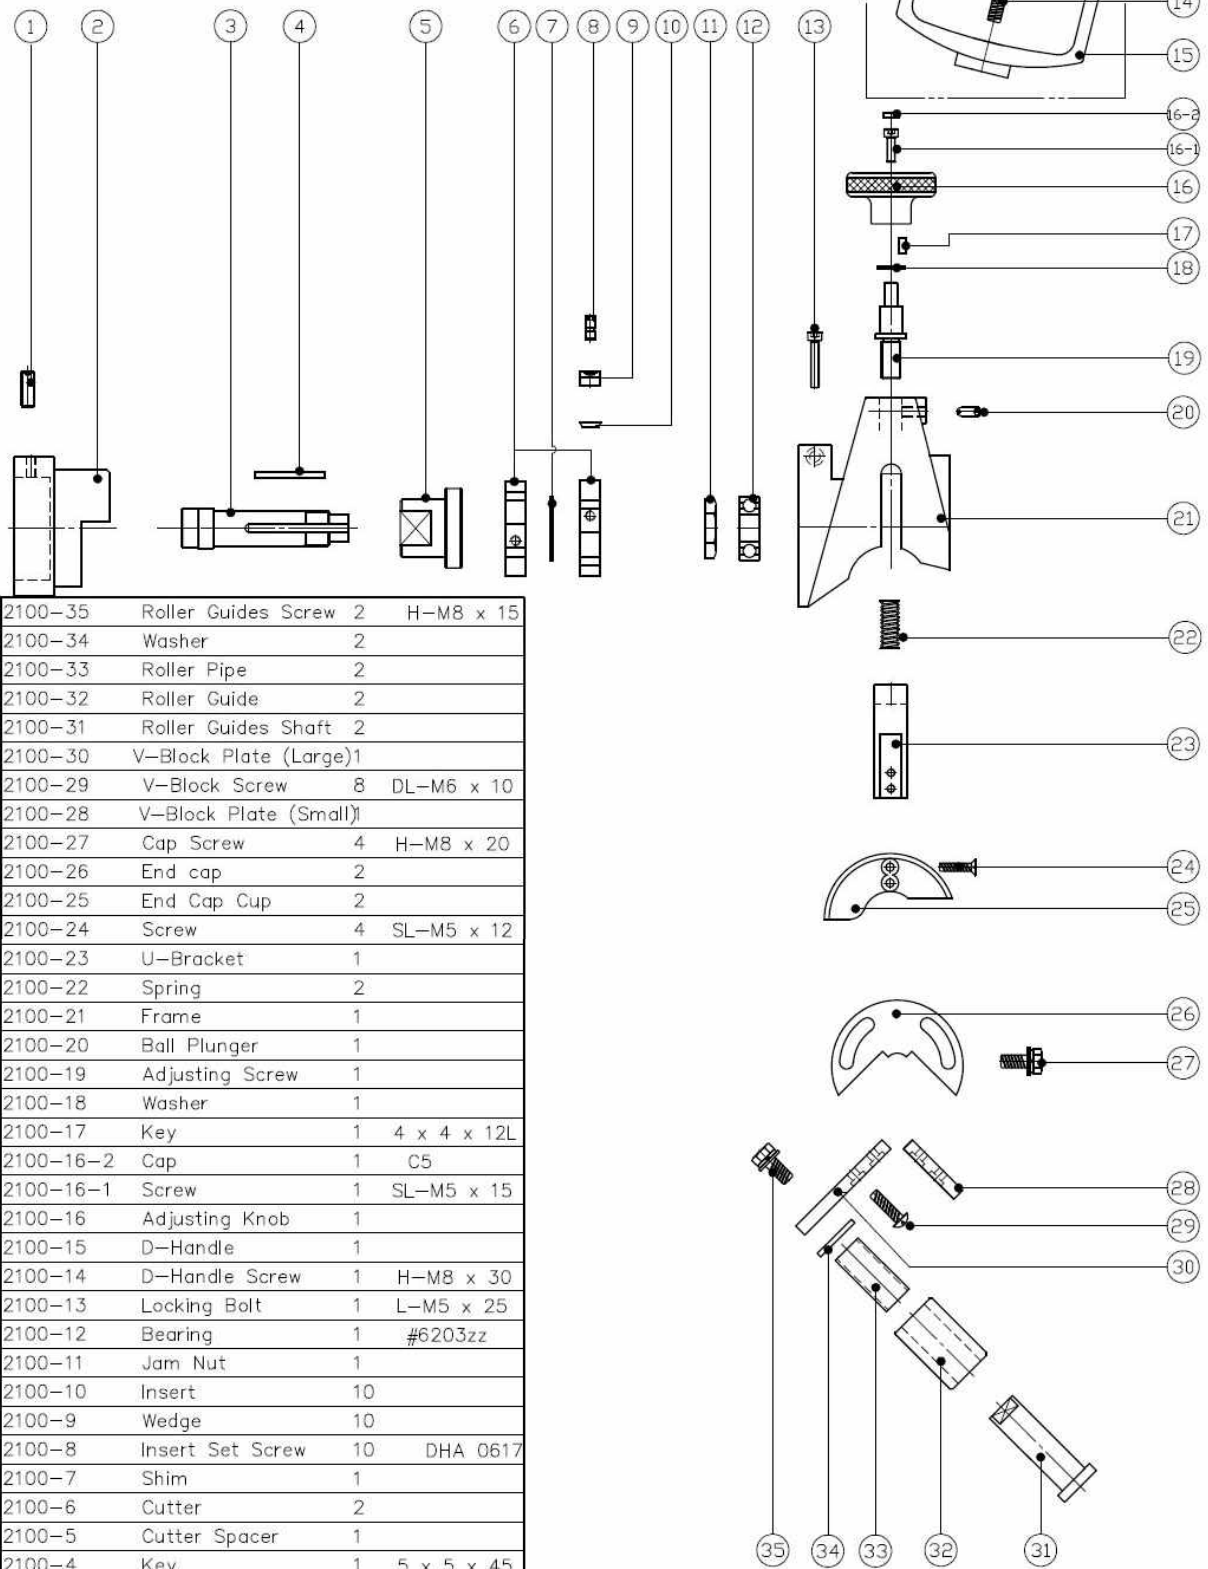 1 2 3 4 5 6 7 8 9 10 11 12 13
14
15
16-2
16-1
16
17
18
19
20
21
22
23
24
25
26
27
28
29
30
35 34 33 32 31
2100-35 Roller Guides Screw 2 H-M8 x 15
2100-34 Washer 2
2100-33 Roller Pipe 2
2100-32 Roller Guide 2
2100-31 Roller Guides Shaft 2
2100-30 V-Block Plate (Large) 1
2100-29 V-Block Screw 8 DL-M6 x 10
2100-28 V-Block Plate (Small) 1
2100-27 Cap Screw 4 H-M8 x 20
2100-26 End cap 2
2100-25 End Cap Cup 2
2100-24 Screw 4 SL-M5 x 12
2100-23 U-Bracket 1
2100-22 Spring 2
2100-21 Frame 1
2100-20 Ball Plunger 1
2100-19 Adjusting Screw 1
2100-18 Washer 1
2100-17 Key 1 4 x 4 x 12L
2100-16-2 Cap 1 C5
2100-16-1 Screw 1 SL-M5 x 15
2100-16 Adjusting Knob 1
2100-15 D-Handle 1
2100-14 D-Handle Screw 1 H-M8 x 30
2100-13 Locking Bolt 1 L-M5 x 25
2100-12 Bearing 1 #6203zz
2100-11 Jam Nut 1
2100-10 Insert 10
2100-9 Wedge 10
2100-8 Insert Set Screw 10 DHA 0617
2100-7 Shim 1
2100-6 Cutter 2
2100-5 Cutter Spacer 1
2100-4 Key 1 5 x 5 x 45